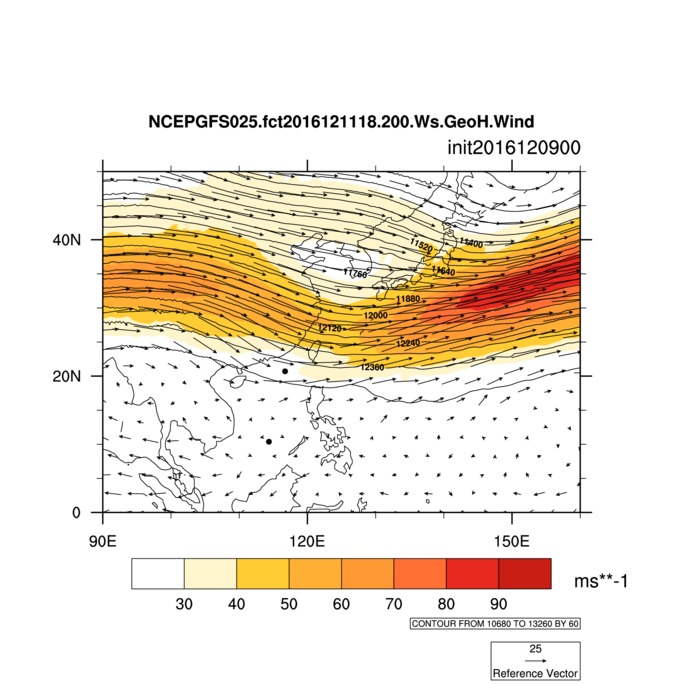 NCEPGFS025.fct2016121118.200.Ws.GeoH.Wind
init2016120900
40N
20N
0
11520
11400
11760
11640
11880
12000
12120
12240
12360
90E 120E 150E
30 40 50 60 70 80 90
ms**-1
CONTOUR FROM 10680 TO 13260 BY 60
25
Reference Vector